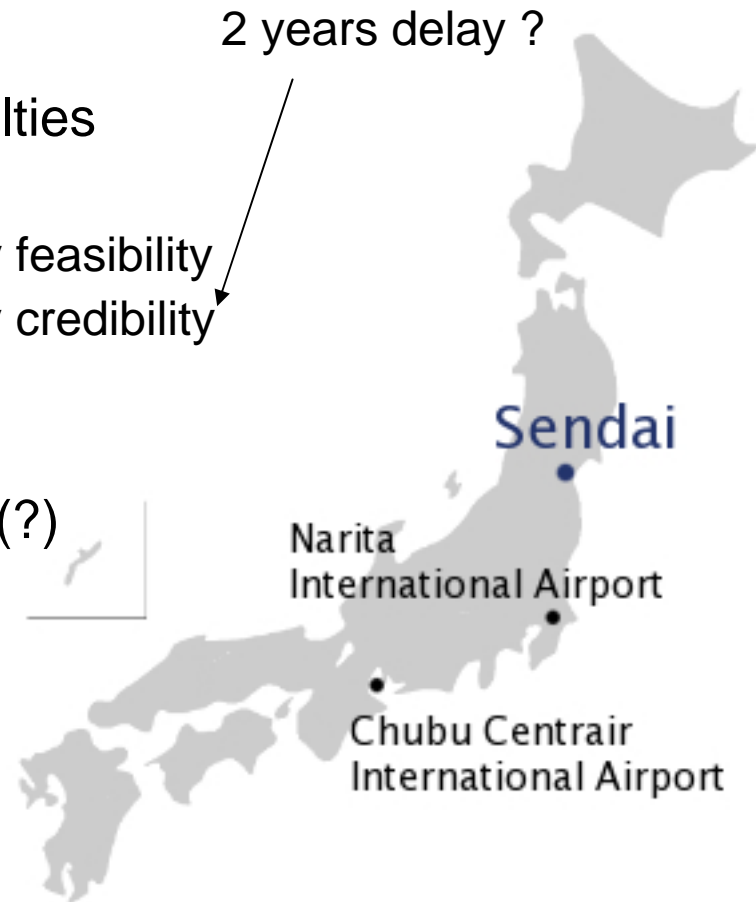 2 years delay ?
lties
feasibility
credibility
Sendai
(?)
Narita
International Airport
Chubu Centrair
International Airport